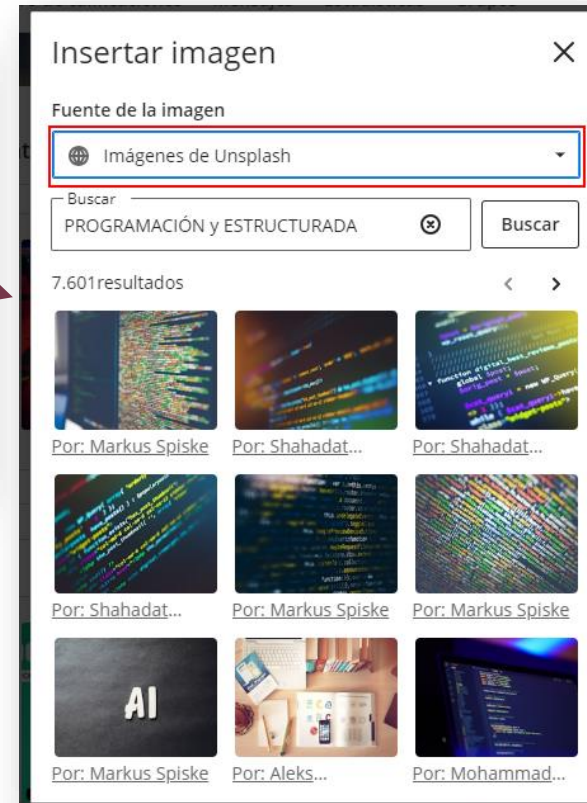 Insertar imagen
Fuente de la imagen
Imágenes de Unsplash
Buscar
PROGRAMACIÓN y ESTRUCTURADA
Buscar
7.601resultados
Por: Markus Spiske
Por: Shahadat...
Por: Shahadat...
Por: Shahadat...
Por: Markus Spiske
Por: Markus Spiske
AI
Por: Markus Spiske
Por: Aleks...
Por: Mohammad...